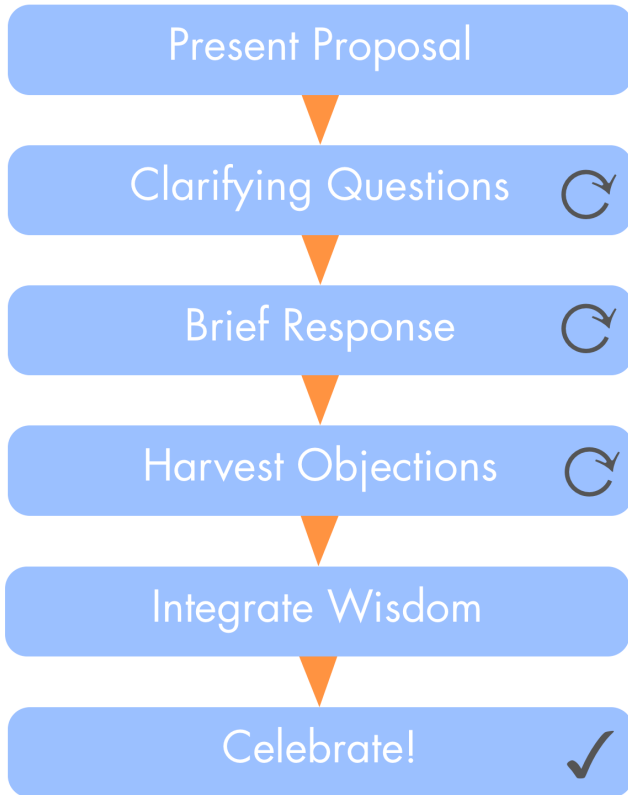 Present Proposal
Clarifying Questions
Brief Response
Harvest Objections
Integrate Wisdom
Celebrate!